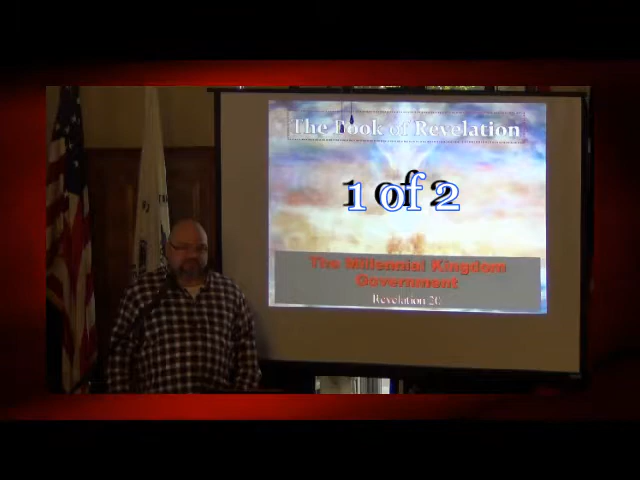 The Book of Revelation
1 of 2
The Millennial Kingdom
Government
Revelation 20